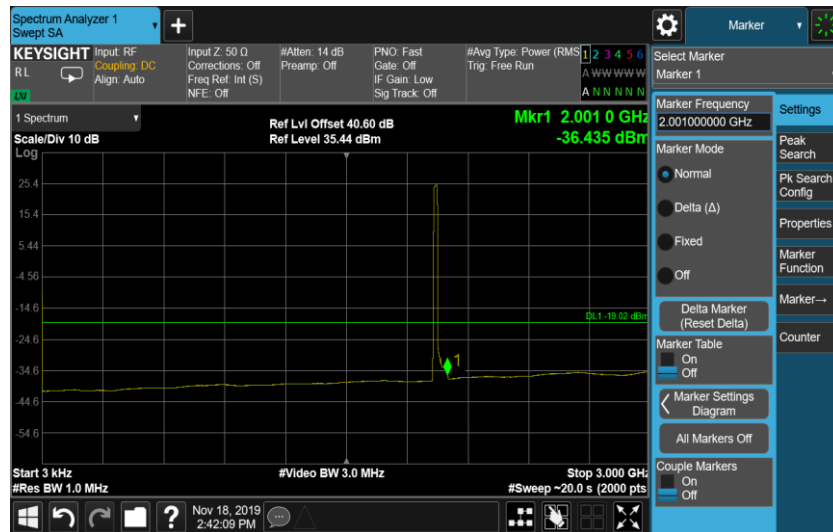 Spectrum Analyzer 1
Swept SA
Marker
KEYSIGHT
RL
LXI
Input: RF
Coupling: DC
Align: Auto
Input Z: 50 Ω
Corrections: Off
Freq Ref: Int (S)
NFE: Off
#Atten: 14 dB
Preamp: Off
PNO: Fast
Gate: Off
IF Gain: Low
Sig Track: Off
#Avg Type: Power (RMS
Trig: Free Run
1 2 3 4 5 6
A W W W W W
A N N N N N
Select Marker
Marker 1
1 Spectrum
Scale/Div 10 dB
Log
Ref Lvl Offset 40.60 dB
Ref Level 35.44 dBm
Mkr1 2.001 0 GHz
-36.435 dBm
25.4
15.4
5.44
-4.56
-14.6
-24.6
-34.6
-44.6
-54.6
DL1 -19.02 dBm
1
Start 3 kHz
#Res BW 1.0 MHz
#Video BW 3.0 MHz
Stop 3.000 GHz
#Sweep ~20.0 s (2000 pts)
Marker Frequency
2.001000000 GHz
Marker Mode
Normal
Delta (Δ)
Fixed
Off
Delta Marker
(Reset Delta)
Marker Table
On
Off
Marker Settings
Diagram
All Markers Off
Couple Markers
On
Off
Settings
Peak
Search
Pk Search
Config
Properties
Marker
Function
Marker→
Counter
?
Nov 18, 2019
2:42:09 PM